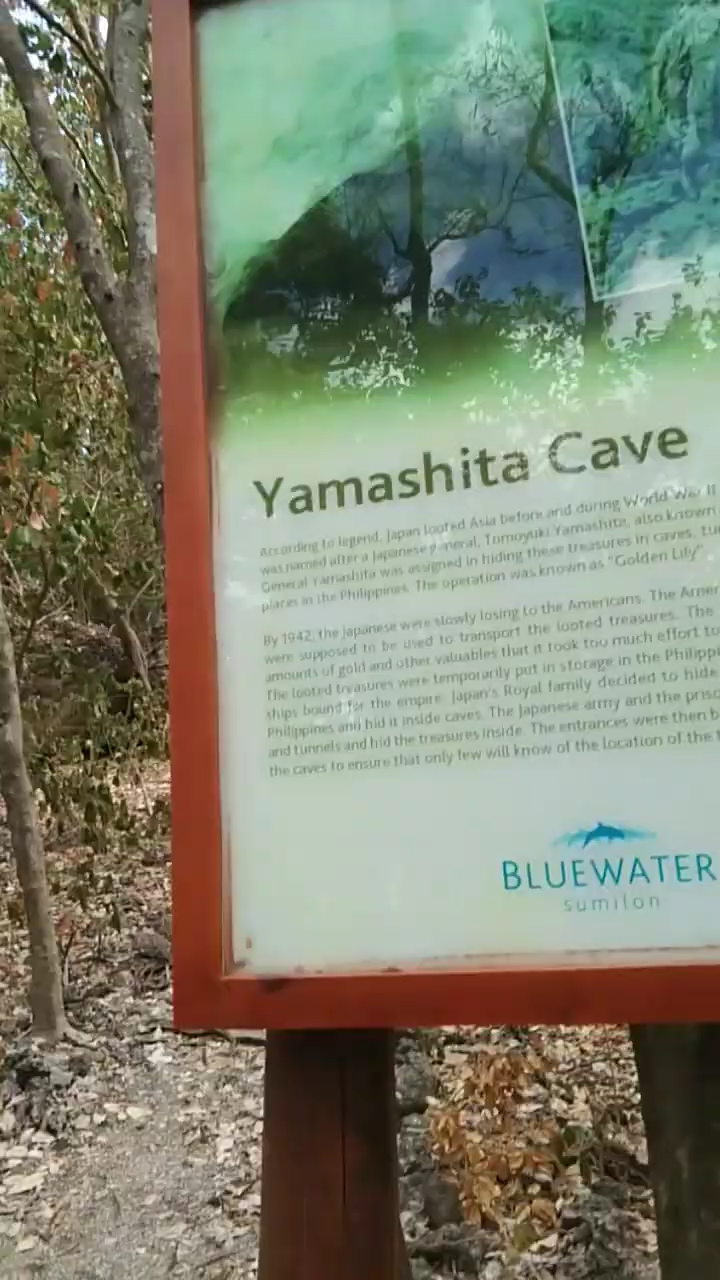 Yamashita Cave
According to legend, Japan looted Asia before and during World War II
was named after a Japanese general, Tomoyuki Yamashita, also known
General Yamashita was assigned in hiding these treasures in caves, tu
places in the Philippines. The operation was known as "Golden Lily".
By 1942, the Japanese were slowly losing to the Americans. The Amer
were supposed to be used to transport the looted treasures. The
amounts of gold and other valuables that it took too much effort to
The looted treasures were temporarily put in storage in the Philippi
ships bound for the empire. Japan's Royal family decided to hide
Philippines and hid it inside caves. The Japanese army and the priso
and tunnels and hid the treasures inside. The entrances were then b
the caves to ensure that only few will know of the location of the t
BLUEWATER
sumilon